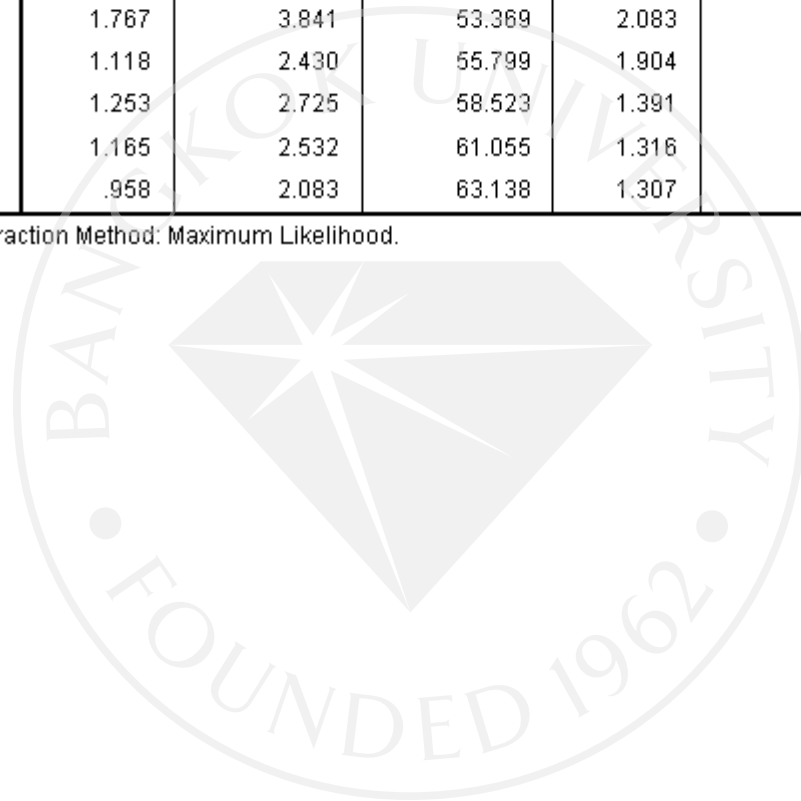 1.767 3.841 53.369 2.083
1.118 2.430 55.799 1.904
1.253 2.725 58.523 1.391
1.165 2.532 61.055 1.316
.958 2.083 63.138 1.307
raction Method: Maximum Likelihood.
BANGKOK UNIVERSITY
FOUNDED 1962